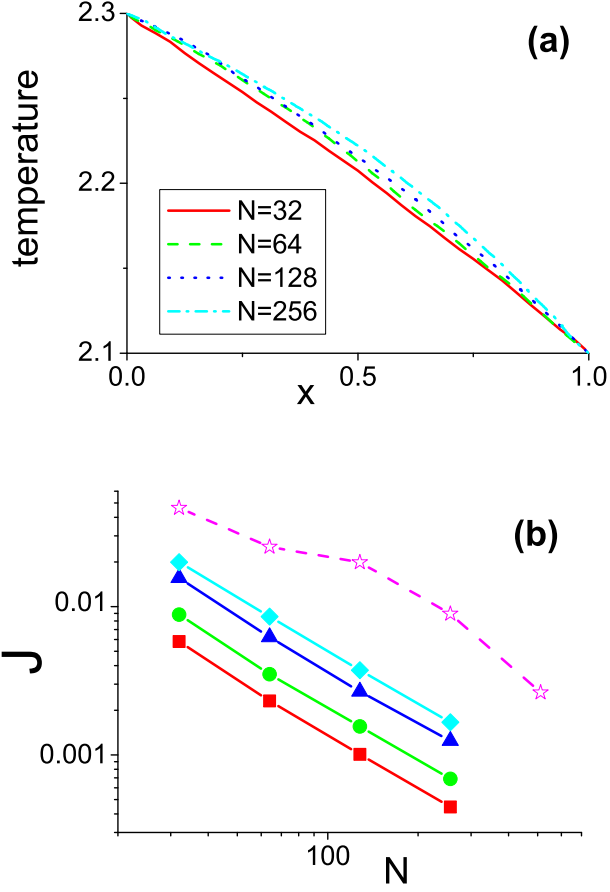 2.3
(a)
temperature
2.2
N=32
N=64
N=128
N=256
2.1
0.0
0.5
1.0
x
(b)
0.01
J
0.001
100
N